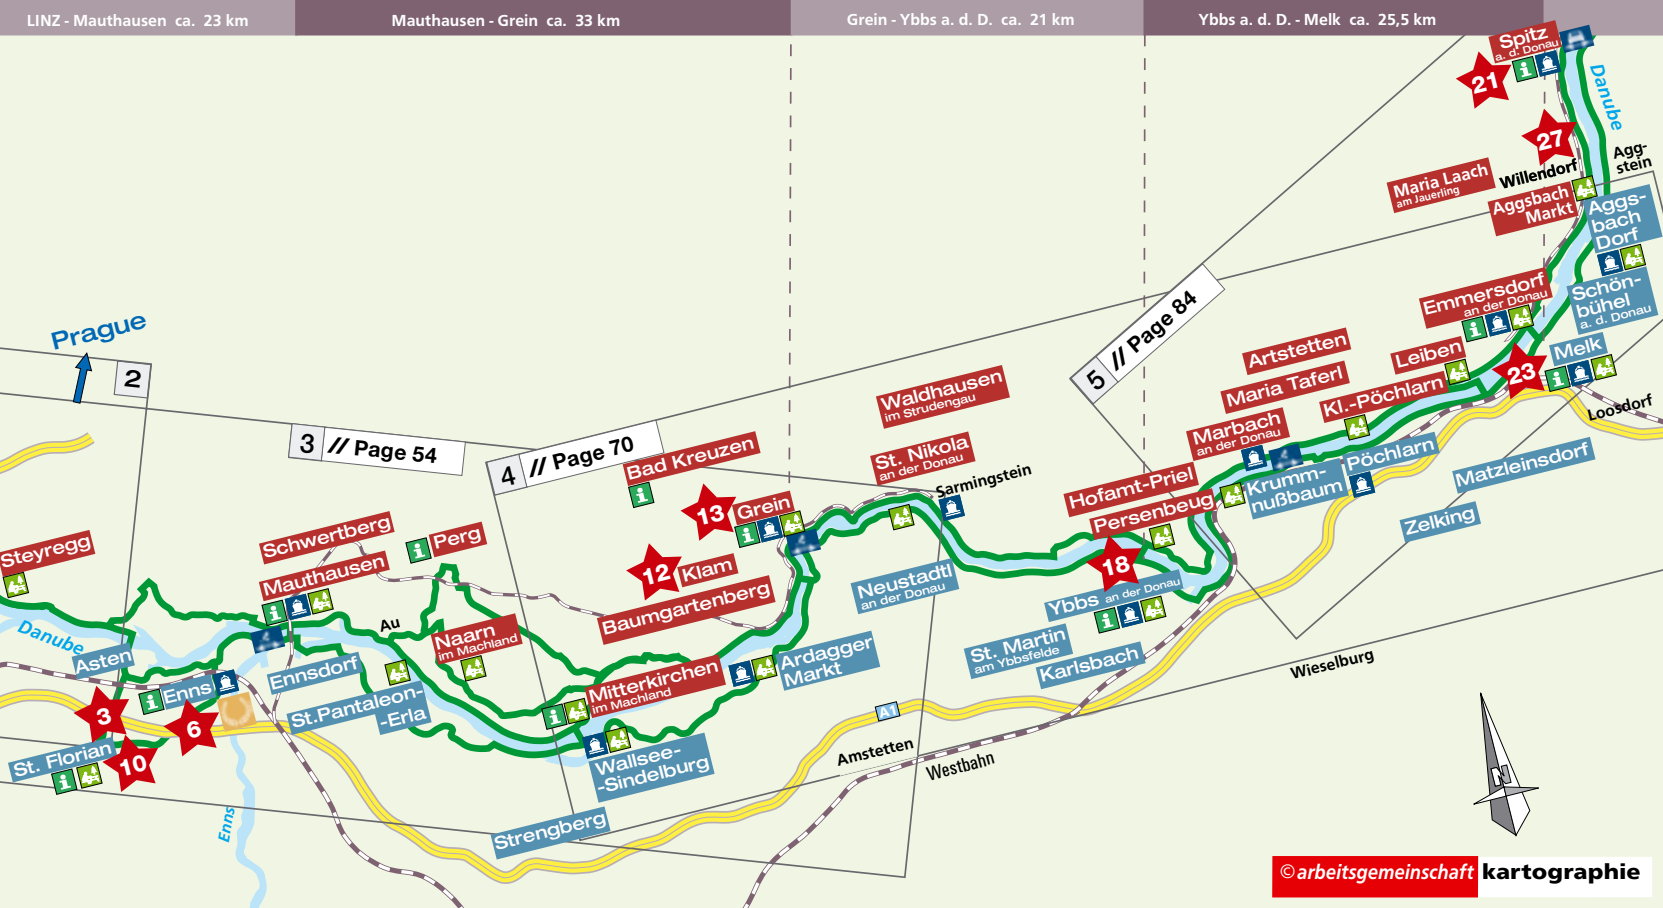 LINZ - Mauthausen ca. 23 km
Mauthausen - Grein ca. 33 km
Grein - Ybbs a. d. D. ca. 21 km
Ybbs a. d. D. - Melk ca. 25,5 km
Spitz
a. d. Donau
21
Danube
27
Agg-
stein
Willendorf
Maria Laach
am Jauerling
Aggsbach
Markt
Aggs-
bach
Dorf
Emmersdorf
an der Donau
Schön-
bühel
a. d. Donau
Prague
2
5 // Page 84
Artstetten
Leiben
Melk
23
Maria Taferl
Kl.-Pöchlarn
Loosdorf
Waldhausen
im Strudengau
Marbach
an der Donau
3 // Page 54
4 // Page 70
Bad Kreuzen
St. Nikola
an der Donau
Sarmingstein
Hofamt-Priel
Persenbeug
Krumm-
nußbaum
Pöchlarn
Matzleinsdorf
Zelking
13
Grein
12
Klam
Baumgartenberg
Steyregg
Schwertberg
Perg
Mauthausen
Au
Naarn
im Machland
Danube
Asten
Enns
Ennsdorf
St.Pantaleon-
-Erla
Mitterkirchen
im Machland
Ardagger
Markt
Neustadtl
an der Donau
18
Ybbs an der Donau
St. Martin
am Ybbsfelde
Karlsbach
Wieselburg
3
6
10
St. Florian
Wallsee-
-Sindelburg
A1
Amstetten
Westbahn
Strengberg
Enns
N
© arbeitsgemeinschaft kartographie